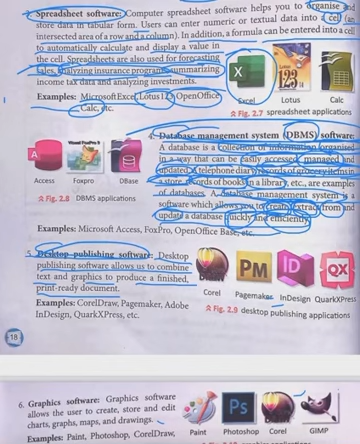 3. Spreadsheet software: Computer spreadsheet software helps you to organise and
store data in tabular form. Users can enter numeric or textual data into a cell (an
intersected area of a row and a column). In addition, a formula can be entered into a cell
to automatically calculate and display a value in
the cell. Spreadsheets are also used for forecasting
sales, analyzing insurance programs, summarizing
income tax data and analyzing investments.
Examples: Microsoft Excel, Lotus 123, OpenOffice
Calc, etc.
Excel Lotus Calc
Fig. 2.7 spreadsheet applications
4. Database management system (DBMS) software:
A database is a collection of information organised
in a way that can be easily accessed, managed and
updated. A telephone diary, records of grocery items in
a store, records of books in a library, etc., are examples
of databases. A database management system is a
software which allows you to create, extract from and
update a database quickly and efficiently.
Access Foxpro DBase
Fig. 2.8 DBMS applications
Examples: Microsoft Access, FoxPro, OpenOffice Base, etc.
5. Desktop publishing software: Desktop
publishing software allows us to combine
text and graphics to produce a finished,
print-ready document.
Examples: CorelDraw, Pagemaker, Adobe
InDesign, QuarkXPress, etc.
PM ID QX
Corel Pagemaker InDesign QuarkXPress
Fig. 2.9 desktop publishing applications
18
6. Graphics software: Graphics software
allows the user to create, store and edit
charts, graphs, maps, and drawings.
Examples: Paint, Photoshop, CorelDraw,
Ps
Paint Photoshop Corel GIMP